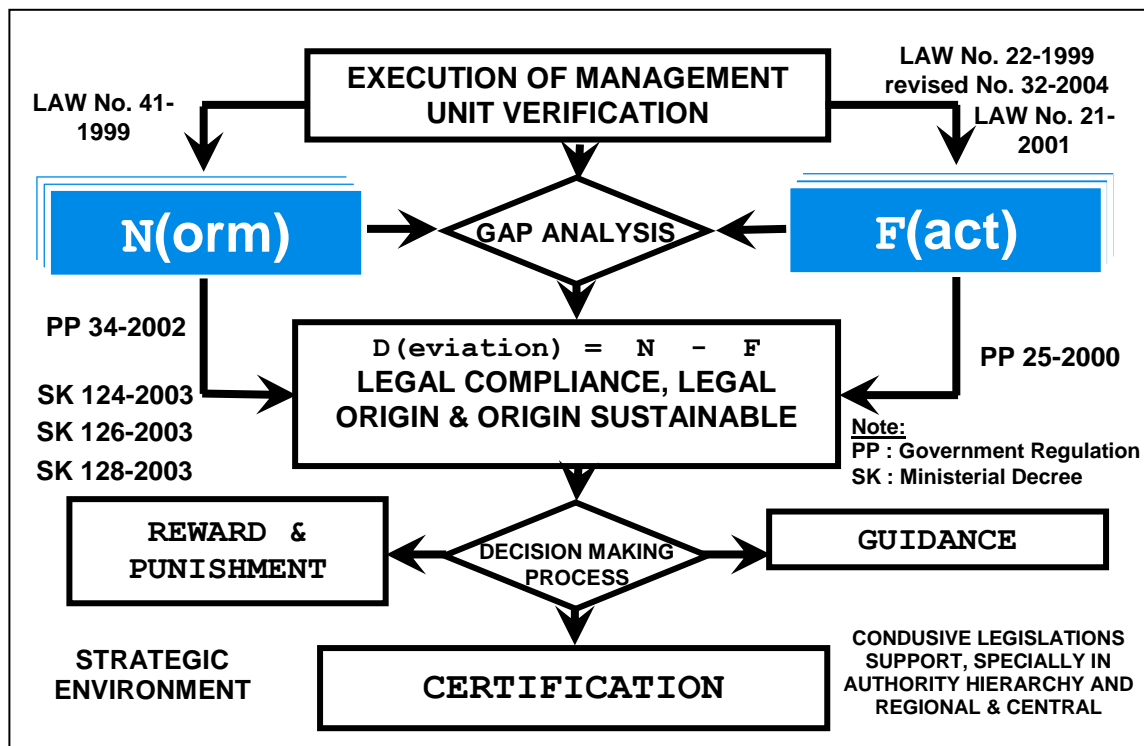 EXECUTION OF MANAGEMENT
UNIT VERIFICATION
LAW No. 41-
1999
LAW No. 22-1999
revised No. 32-2004
LAW No. 21-
2001
N(orm)
GAP ANALYSIS
F(act)
PP 34-2002
SK 124-2003
SK 126-2003
SK 128-2003
D(eviation) = N - F
LEGAL COMPLIANCE, LEGAL
ORIGIN & ORIGIN SUSTAINABLE
PP 25-2000
Note:
PP : Government Regulation
SK : Ministerial Decree
REWARD &
PUNISHMENT
DECISION MAKING
PROCESS
GUIDANCE
STRATEGIC
ENVIRONMENT
CERTIFICATION
CONDUSIVE LEGISLATIONS
SUPPORT, SPECIALLY IN
AUTHORITY HIERARCHY AND
REGIONAL & CENTRAL